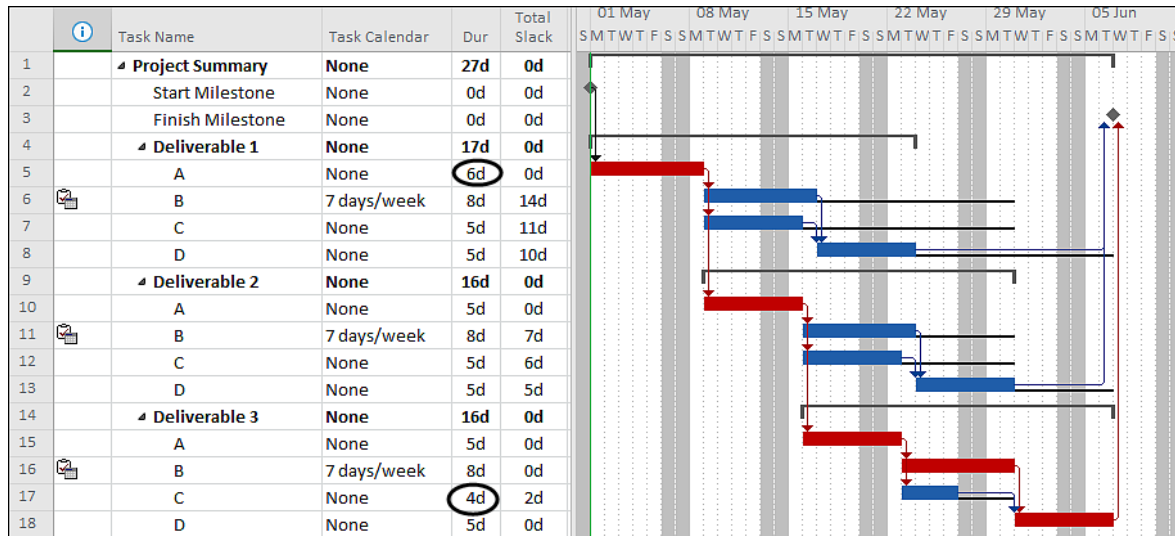 Total 01 May 08 May 15 May 22 May 29 May 05 Jun
Task Name Task Calendar Dur Slack S M T W T F S S M T W T F S S M T W T F S S M T W T F S S M T W T F S S M T W T F S S
1 Project Summary None 27d 0d
2 Start Milestone None 0d 0d
3 Finish Milestone None 0d 0d
4 Deliverable 1 None 17d 0d
5 A None 6d 0d
6 B 7 days/week 8d 14d
7 C None 5d 11d
8 D None 5d 10d
9 Deliverable 2 None 16d 0d
10 A None 5d 0d
11 B 7 days/week 8d 7d
12 C None 5d 6d
13 D None 5d 5d
14 Deliverable 3 None 16d 0d
15 A None 5d 0d
16 B 7 days/week 8d 0d
17 C None 4d 2d
18 D None 5d 0d